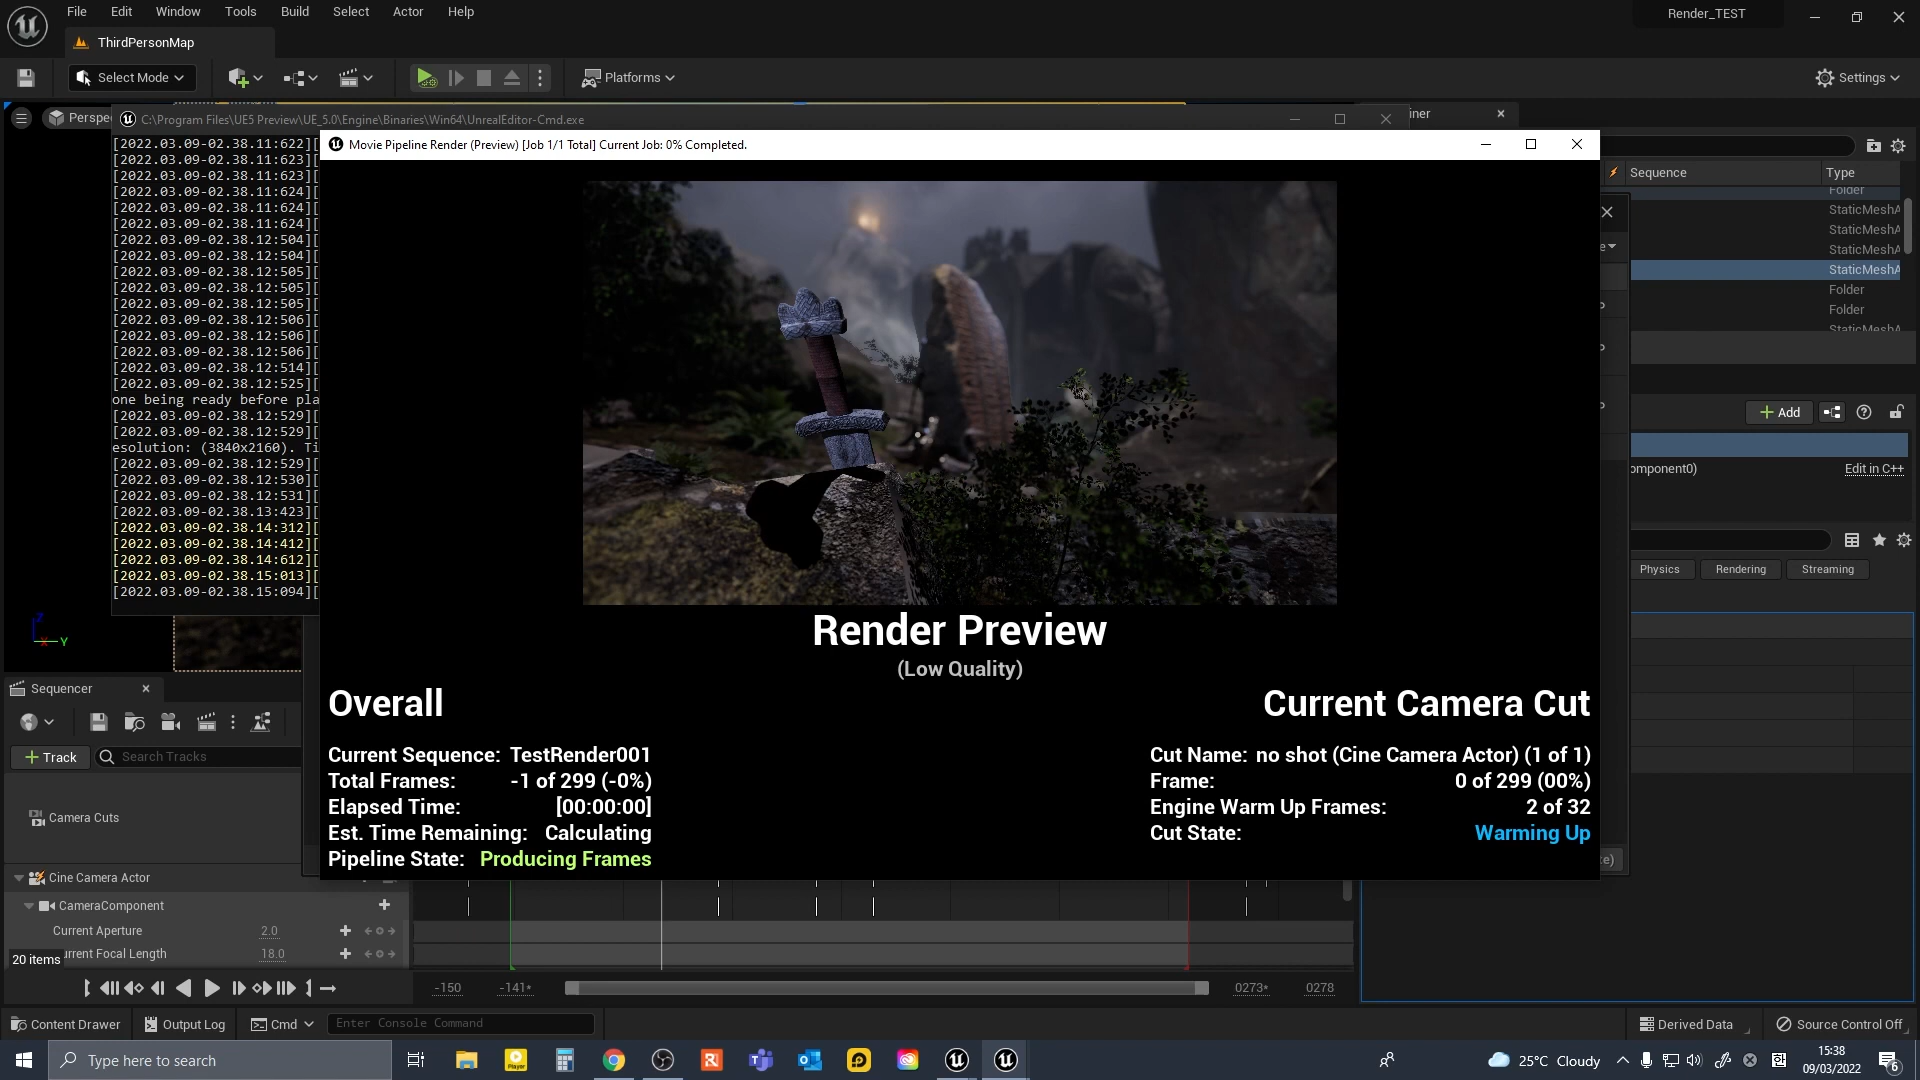 File Edit Window Tools Build Select Actor Help
Render_TEST
ThirdPersonMap
Select Mode
Platforms
Settings
Perspe
C:\Program Files\UE5 Preview\UE_5.0\Engine\Binaries\Win64\UnrealEditor-Cmd.exe
iner
Movie Pipeline Render (Preview) [Job 1/1 Total] Current Job: 0% Completed.
[2022.03.09-02.38.11:622][
[2022.03.09-02.38.11:623][
[2022.03.09-02.38.11:623][
[2022.03.09-02.38.11:624][
[2022.03.09-02.38.11:624][
[2022.03.09-02.38.11:624][
[2022.03.09-02.38.12:504][
[2022.03.09-02.38.12:504][
[2022.03.09-02.38.12:505][
[2022.03.09-02.38.12:505][
[2022.03.09-02.38.12:505][
[2022.03.09-02.38.12:506][
[2022.03.09-02.38.12:506][
[2022.03.09-02.38.12:506][
[2022.03.09-02.38.12:514][
[2022.03.09-02.38.12:525][
one being ready before pla
[2022.03.09-02.38.12:529][
[2022.03.09-02.38.12:529][
esolution: (3840x2160). Ti
[2022.03.09-02.38.12:529][
[2022.03.09-02.38.12:530][
[2022.03.09-02.38.12:531][
[2022.03.09-02.38.13:423][
[2022.03.09-02.38.14:312][
[2022.03.09-02.38.14:412][
[2022.03.09-02.38.14:612][
[2022.03.09-02.38.15:013][
[2022.03.09-02.38.15:094][
Sequence Type
Folder
StaticMeshA
StaticMeshA
StaticMeshA
StaticMeshA
Folder
Folder
StaticMeshA
Add
omponent0) Edit in C++
Physics Rendering Streaming
Z
X Y
Render Preview
(Low Quality)
Overall
Current Sequence: TestRender001
Total Frames: -1 of 299 (-0%)
Elapsed Time: [00:00:00]
Est. Time Remaining: Calculating
Pipeline State: Producing Frames
Current Camera Cut
Cut Name: no shot (Cine Camera Actor) (1 of 1)
Frame: 0 of 299 (00%)
Engine Warm Up Frames: 2 of 32
Cut State: Warming Up
Sequencer
Track
Search Tracks
Camera Cuts
Cine Camera Actor
CameraComponent
Current Aperture 2.0
urrent Focal Length 18.0
20 items
-150 -141* 0273* 0278
Content Drawer
Output Log
Cmd
Enter Console Command
Derived Data
Source Control Off
Type here to search
25°C Cloudy
15:38
09/03/2022
6